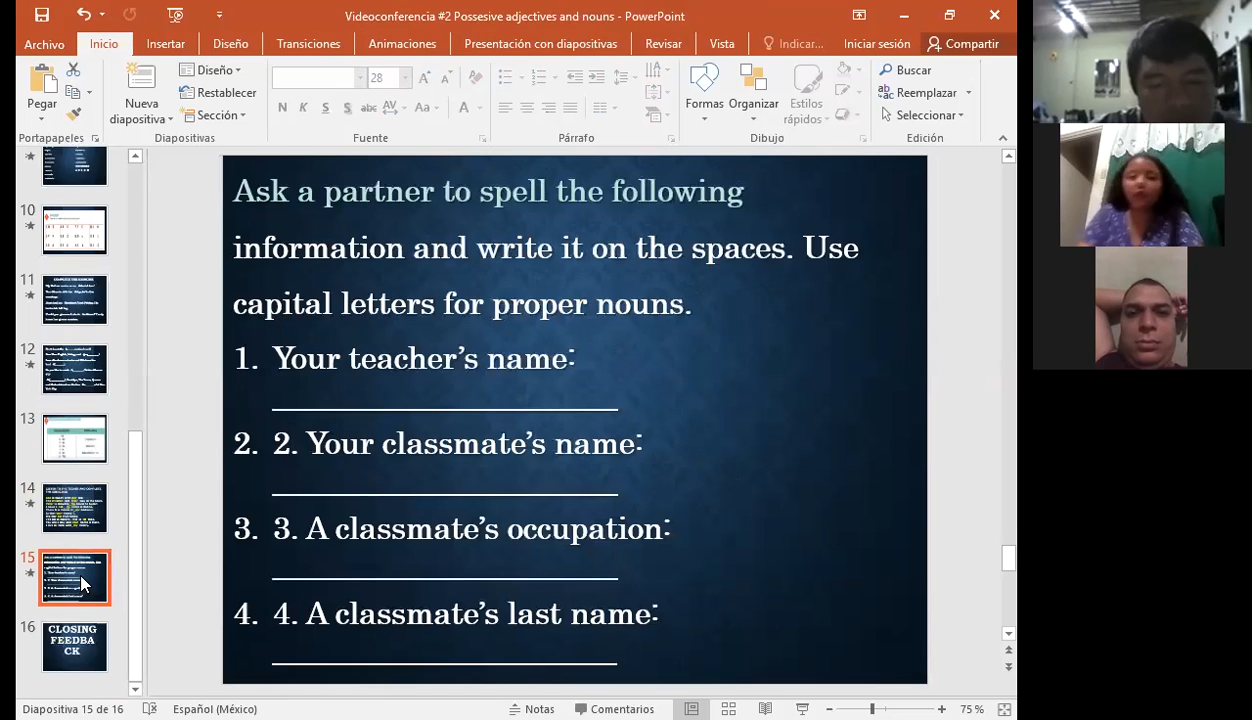 Videoconferencia #2 Possesive adjectives and nouns - PowerPoint
Archivo Inicio Insertar Diseño Transiciones Animaciones Presentación con diapositivas Revisar Vista Indicar... Iniciar sesión Compartir
Pegar
Nueva diapositiva
Diseño
Restablecer
Sección
28
N K S S abc AV Aa A
Formas
Organizar
Estilos rápidos
Buscar
Reemplazar
Seleccionar
Portapapeles Diapositivas Fuente Párrafo Dibujo Edición
10
11
12
13
14
15
16
CLOSING
FEEDBA
CK
Ask a partner to spell the following
information and write it on the spaces. Use
capital letters for proper nouns.
1. Your teacher's name:
2. 2. Your classmate's name:
3. 3. A classmate's occupation:
4. 4. A classmate's last name:
Diapositiva 15 de 16 Español (México) Notas Comentarios 75 %